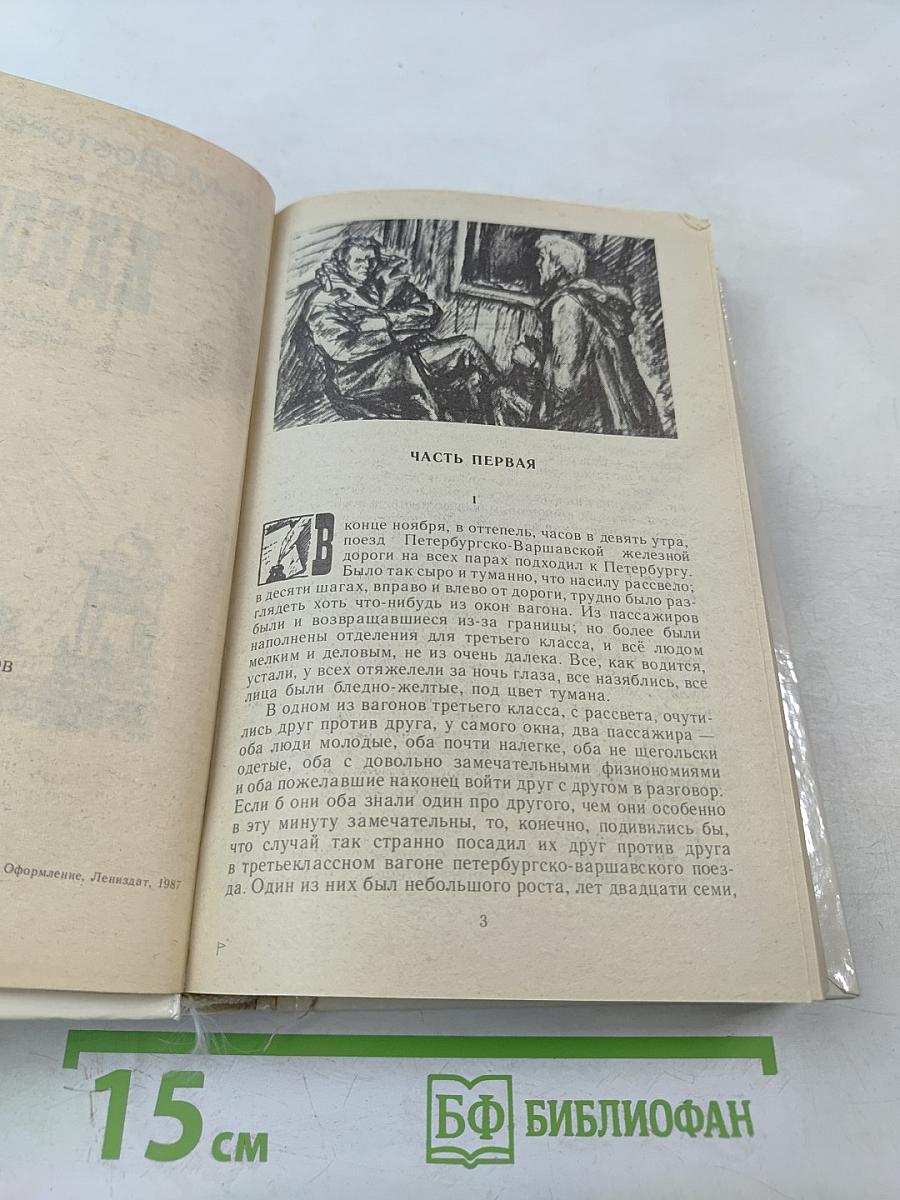 ов
Оформление, Лениздат, 1987
ЧАСТЬ ПЕРВАЯ
I
В
конце ноября, в оттепель, часов в девять утра,
поезд Петербургско-Варшавской железной
дороги на всех парах подходил к Петербургу.
Было так сыро и туманно, что насилу рассвело;
в десяти шагах, вправо и влево от дороги, трудно было раз-
глядеть хоть что-нибудь из окон вагона. Из пассажиров
были и возвращавшиеся из-за границы; но более были
наполнены отделения для третьего класса, и всё людом
мелким и деловым, не из очень далека. Все, как водится,
устали, у всех отяжелели за ночь глаза, все назяблись, все
лица были бледно-желтые, под цвет тумана.
В одном из вагонов третьего класса, с рассвета, очути-
лись друг против друга, у самого окна, два пассажира —
оба люди молодые, оба почти налегке, оба не щегольски
одетые, оба с довольно замечательными физиономиями
и оба пожелавшие наконец войти друг с другом в разговор.
Если б они оба знали один про другого, чем они особенно
в эту минуту замечательны, то, конечно, подивились бы,
что случай так странно посадил их друг против друга
в третьеклассном вагоне петербургско-варшавского поез-
да. Один из них был небольшого роста, лет двадцати семи,
3
15 см
БФ БИБЛИОФАН